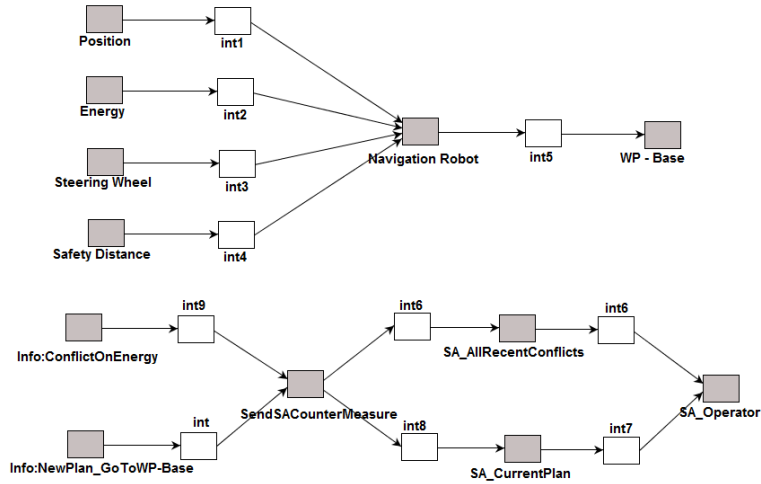 Position
int1
Energy
int2
Navigation Robot
int5
WP - Base
Steering Wheel
int3
Safety Distance
int4
int9
int6
int6
Info:ConflictOnEnergy
SA_AllRecentConflicts
SendSACounterMeasure
SA_Operator
int
int8
int7
Info:NewPlan_GoToWP-Base
SA_CurrentPlan